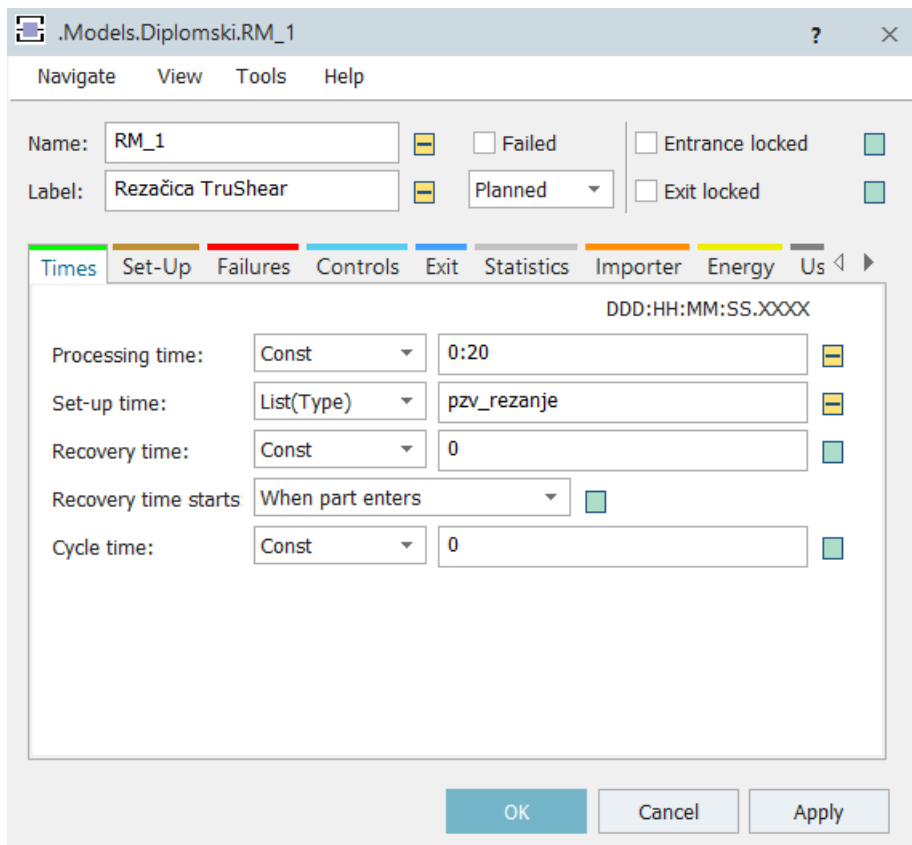 .Models.Diplomski.RM_1 ?
Navigate View Tools Help
Name: RM_1 Failed Entrance locked
Label: Rezačica TruShear Planned Exit locked
Times Set-Up Failures Controls Exit Statistics Importer Energy Us
DDD:HH:MM:SS.XXXX
Processing time: Const 0:20
Set-up time: List(Type) pzv_rezanje
Recovery time: Const 0
Recovery time starts When part enters
Cycle time: Const 0
OK Cancel Apply